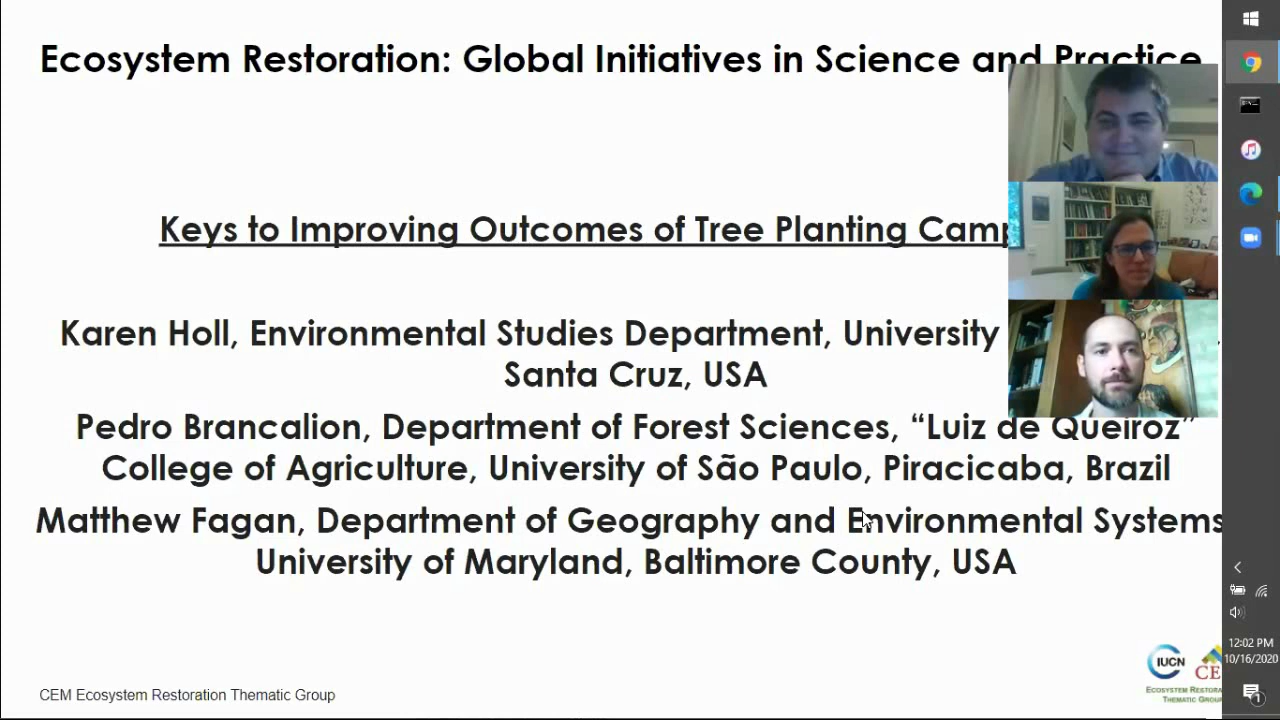 Ecosystem Restoration: Global Initiatives in Science and Practice
Keys to Improving Outcomes of Tree Planting
Karen Holl, Environmental Studies Department, University
Santa Cruz, USA
Pedro Brancalion, Department of Forest Sciences, “Luiz de Queiroz”
College of Agriculture, University of São Paulo, Piracicaba, Brazil
Matthew Fagan, Department of Geography and Environmental Systems
University of Maryland, Baltimore County, USA
IUCN
CE
Ecosystem
Thematic
CEM Ecosystem Restoration Thematic Group
12:02 PM
10/16/2020
1